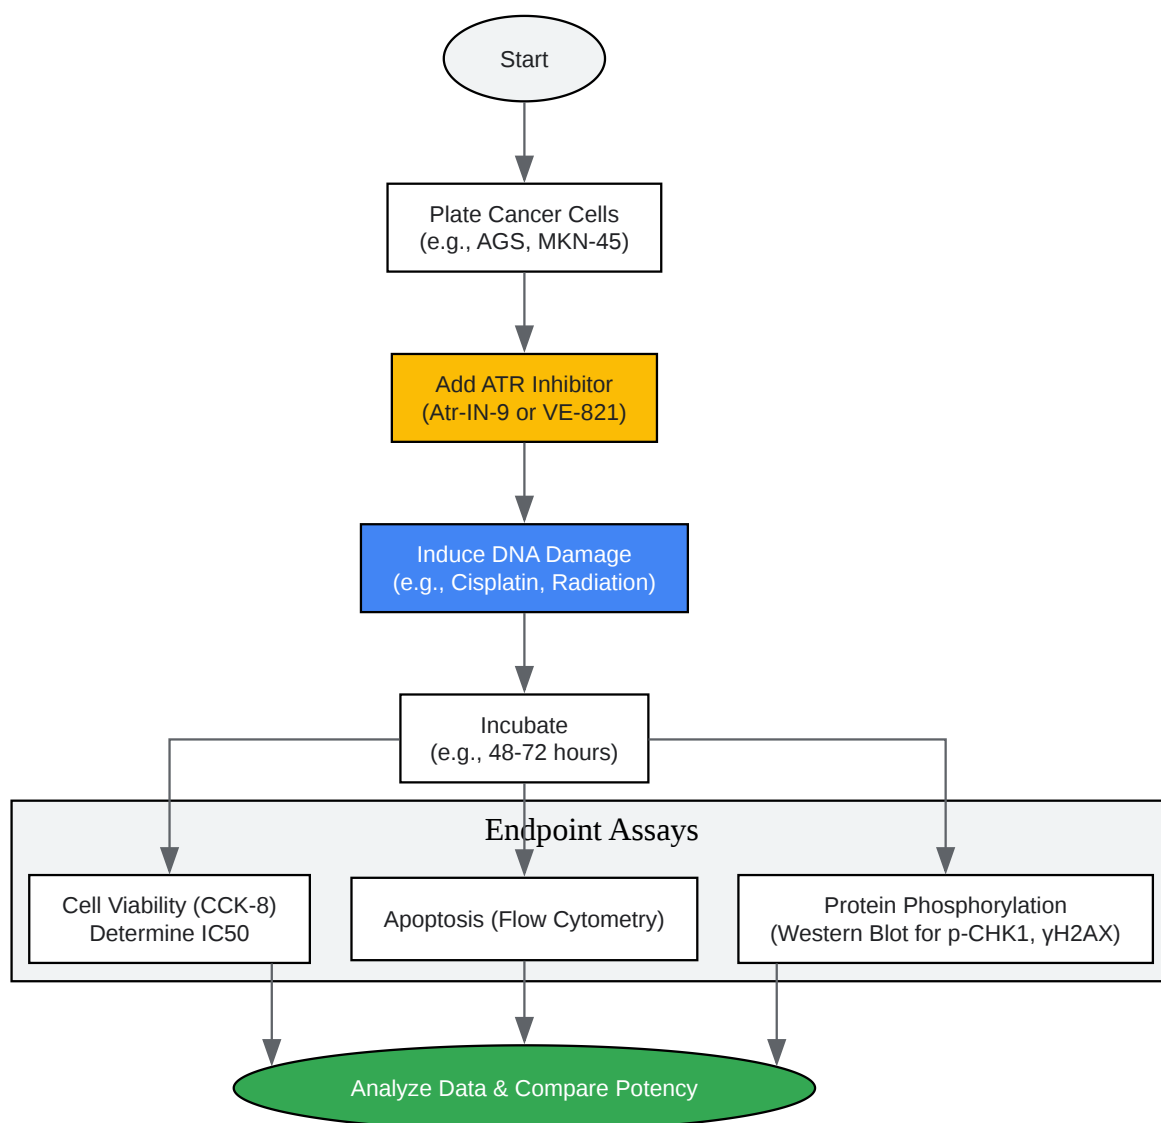 Start
Plate Cancer Cells
(e.g., AGS, MKN-45)
Add ATR Inhibitor
(Atr-IN-9 or VE-821)
Induce DNA Damage
(e.g., Cisplatin, Radiation)
Incubate
(e.g., 48-72 hours)
Endpoint Assays
Cell Viability (CCK-8)
Determine IC50
Apoptosis (Flow Cytometry)
Protein Phosphorylation
(Western Blot for p-CHK1, γH2AX)
Analyze Data & Compare Potency